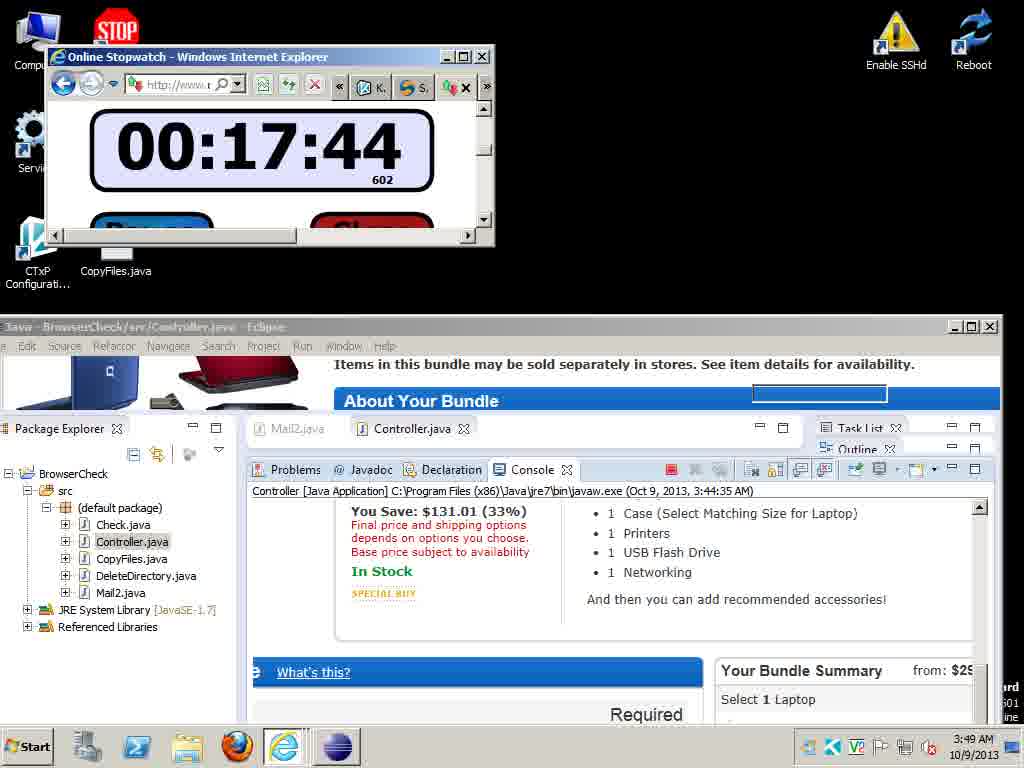 Enable SSHd
Reboot
STOP
Online Stopwatch - Windows Internet Explorer
http://www.
K.
S.
00:17:44
602
CTxP
Configurati...
CopyFiles.java
Java - BrowserCheck/src/Controller.java - Eclipse
Edit Source Refactor Navigate Search Project Run Window Help
Items in this bundle may be sold separately in stores. See item details for availability.
About Your Bundle
Package Explorer
Mail2.java
Controller.java
Task List
Outline
BrowserCheck
src
(default package)
Check.java
Controller.java
CopyFiles.java
DeleteDirectory.java
Mail2.java
JRE System Library [JavaSE-1.7]
Referenced Libraries
Problems
@ Javadoc
Declaration
Console
Controller [Java Application] C:\Program Files (x86)\Java\jre7\bin\javaw.exe (Oct 9, 2013, 3:44:35 AM)
You Save: $131.01 (33%)
Final price and shipping options
depends on options you choose.
Base price subject to availability
In Stock
SPECIAL BUY
• 1 Case (Select Matching Size for Laptop)
• 1 Printers
• 1 USB Flash Drive
• 1 Networking
And then you can add recommended accessories!
e What's this?
Required
Your Bundle Summary from:
Select 1 Laptop
Start
3:49 AM
10/9/2013